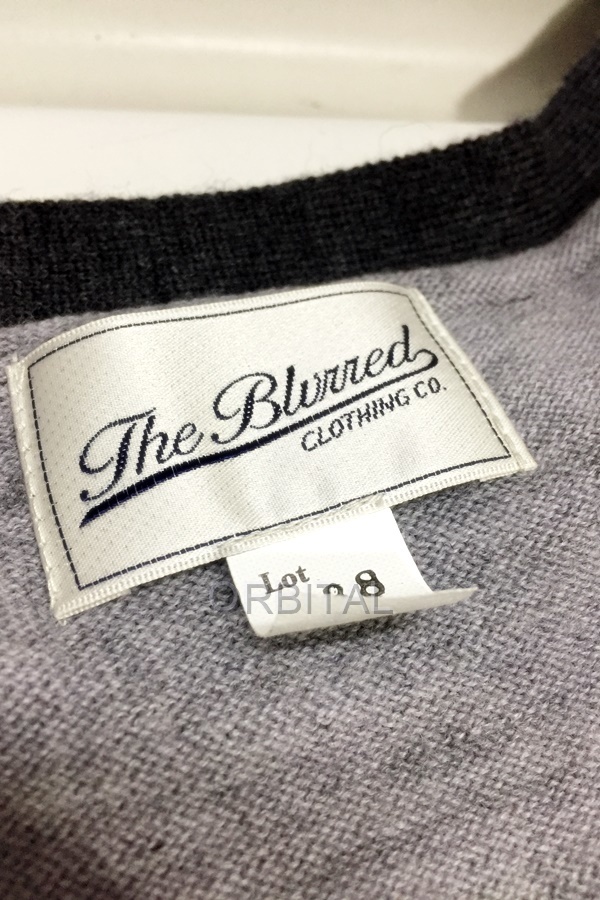 The Blurred
CLOTHING CO.
Lot
ORBITAL